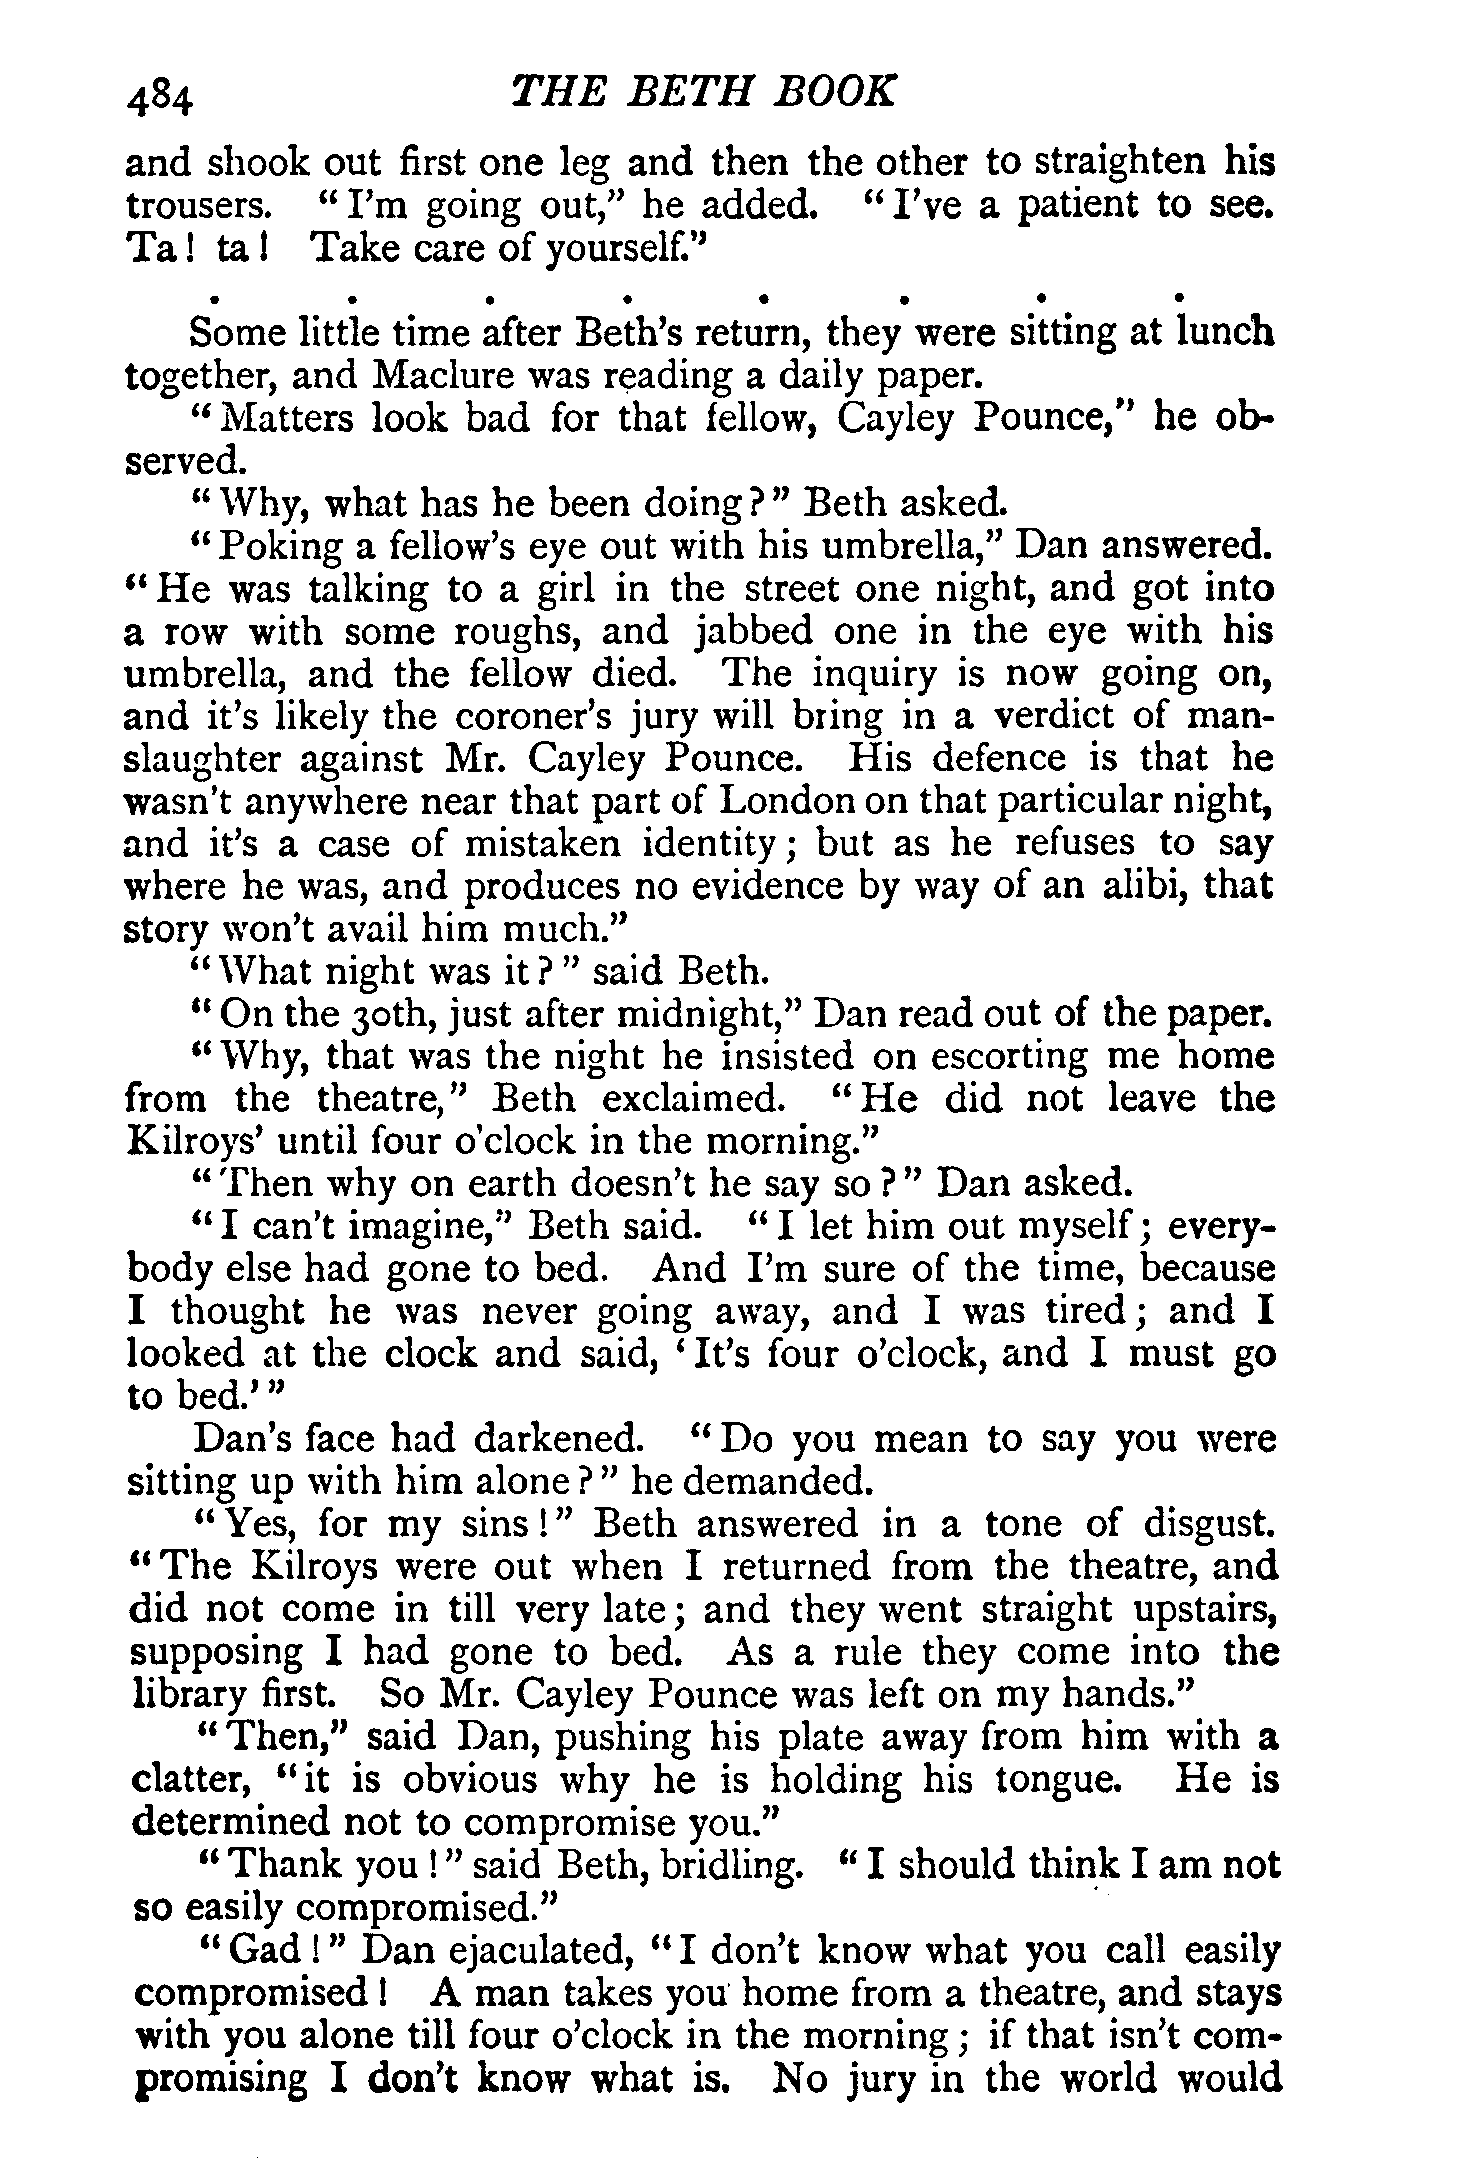 484 THE BETH BOOK
and shook out first one leg and then the other to straighten his
trousers. "I'm going out," he added. "I've a patient to see.
Ta! ta! Take care of yourself."
. . . . . . . .
Some little time after Beth's return, they were sitting at lunch
together, and Maclure was reading a daily paper.
"Matters look bad for that fellow, Cayley Pounce," he ob-
served.
"Why, what has he been doing?" Beth asked.
"Poking a fellow's eye out with his umbrella," Dan answered.
"He was talking to a girl in the street one night, and got into
a row with some roughs, and jabbed one in the eye with his
umbrella, and the fellow died. The inquiry is now going on,
and it's likely the coroner's jury will bring in a verdict of man-
slaughter against Mr. Cayley Pounce. His defence is that he
wasn't anywhere near that part of London on that particular night,
and it's a case of mistaken identity; but as he refuses to say
where he was, and produces no evidence by way of an alibi, that
story won't avail him much."
"What night was it?" said Beth.
"On the 30th, just after midnight," Dan read out of the paper.
"Why, that was the night he insisted on escorting me home
from the theatre," Beth exclaimed. "He did not leave the
Kilroys' until four o'clock in the morning."
"Then why on earth doesn't he say so?" Dan asked.
"I can't imagine," Beth said. "I let him out myself; every-
body else had gone to bed. And I'm sure of the time, because
I thought he was never going away, and I was tired; and I
looked at the clock and said, 'It's four o'clock, and I must go
to bed.'"
Dan's face had darkened. "Do you mean to say you were
sitting up with him alone?" he demanded.
"Yes, for my sins!" Beth answered in a tone of disgust.
"The Kilroys were out when I returned from the theatre, and
did not come in till very late; and they went straight upstairs,
supposing I had gone to bed. As a rule they come into the
library first. So Mr. Cayley Pounce was left on my hands."
"Then," said Dan, pushing his plate away from him with a
clatter, "it is obvious why he is holding his tongue. He is
determined not to compromise you."
"Thank you!" said Beth, bridling. "I should think I am not
so easily compromised."
"Gad!" Dan ejaculated, "I don't know what you call easily
compromised! A man takes you home from a theatre, and stays
with you alone till four o'clock in the morning; if that isn't com-
promising I don't know what is. No jury in the world would